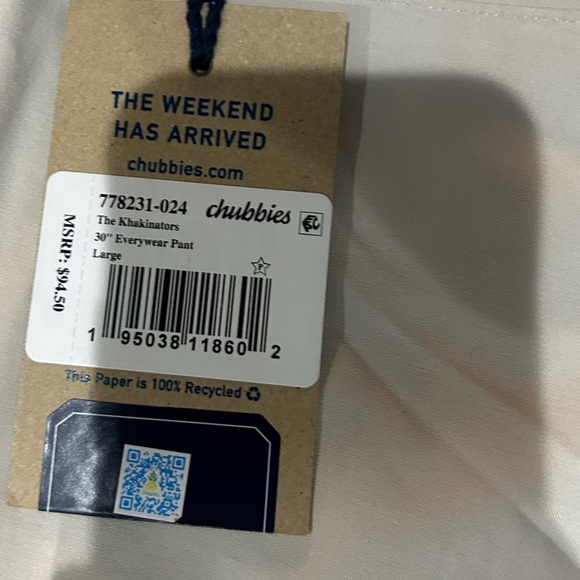 THE WEEKEND
HAS ARRIVED
chubbies.com
778231-024 chubbies
The Khakinators
30" Everywear Pant
Large
P
MSRP: $94.50
1 95038 11860 2
This Paper is 100% Recycled